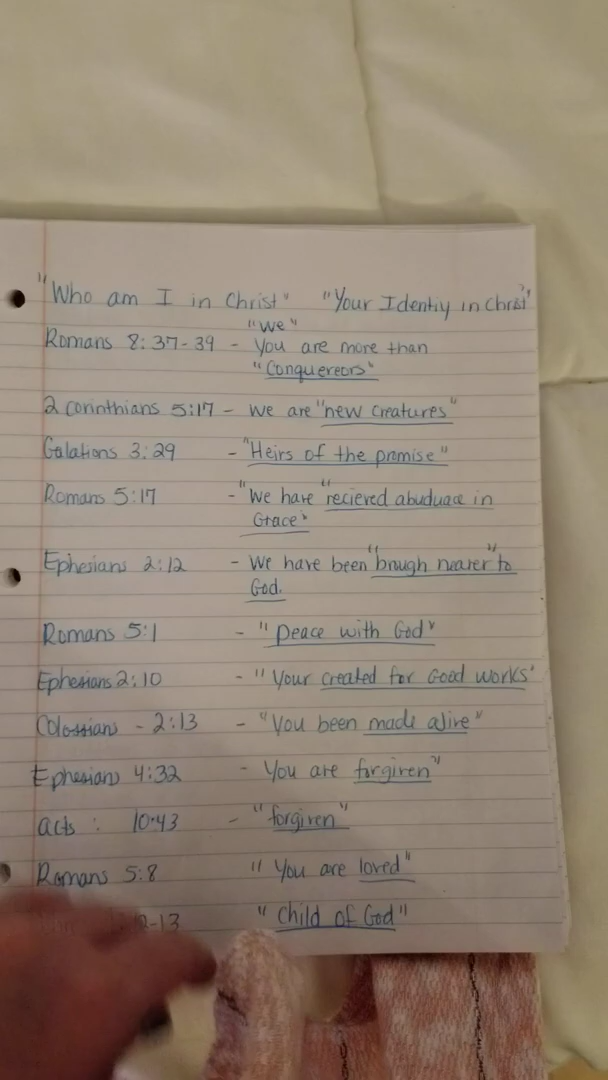 "Who am I in Christ" "Your Identiy in Christ"
"We"
Romans 8:37-39 - You are more than
"Conquereors"
2 Corinthians 5:17 - We are "new creatures"
Galations 3:29 - "Heirs of the promise"
Romans 5:17 - "We have "recieved abuduace in
Grace"
Ephesians 2:12 - We have been "brough nearer" to
God.
Romans 5:1 - "Peace with God"
Ephesians 2:10 - "Your created for Good works"
Colossians - 2:13 - "You been made alive"
Ephesians 4:32 - You are forgiven"
Acts : 10:43 - "forgiven"
Romans 5:8 "You are loved"
12-13 "Child of God"